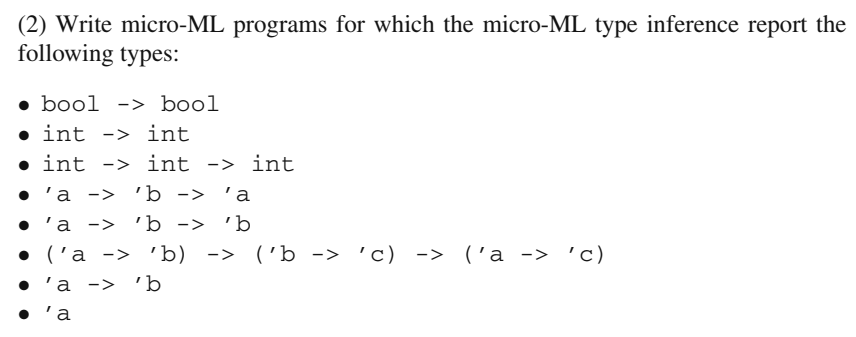 (2) Write micro-ML programs for which the micro-ML type inference report the
following types:
• bool -> bool
• int -> int
• int -> int -> int
• ’a -> ’b -> ’a
• ’a -> ’b -> ’b
• (’a -> ’b) -> (’b -> ’c) -> (’a -> ’c)
• ’a -> ’b
• ’a